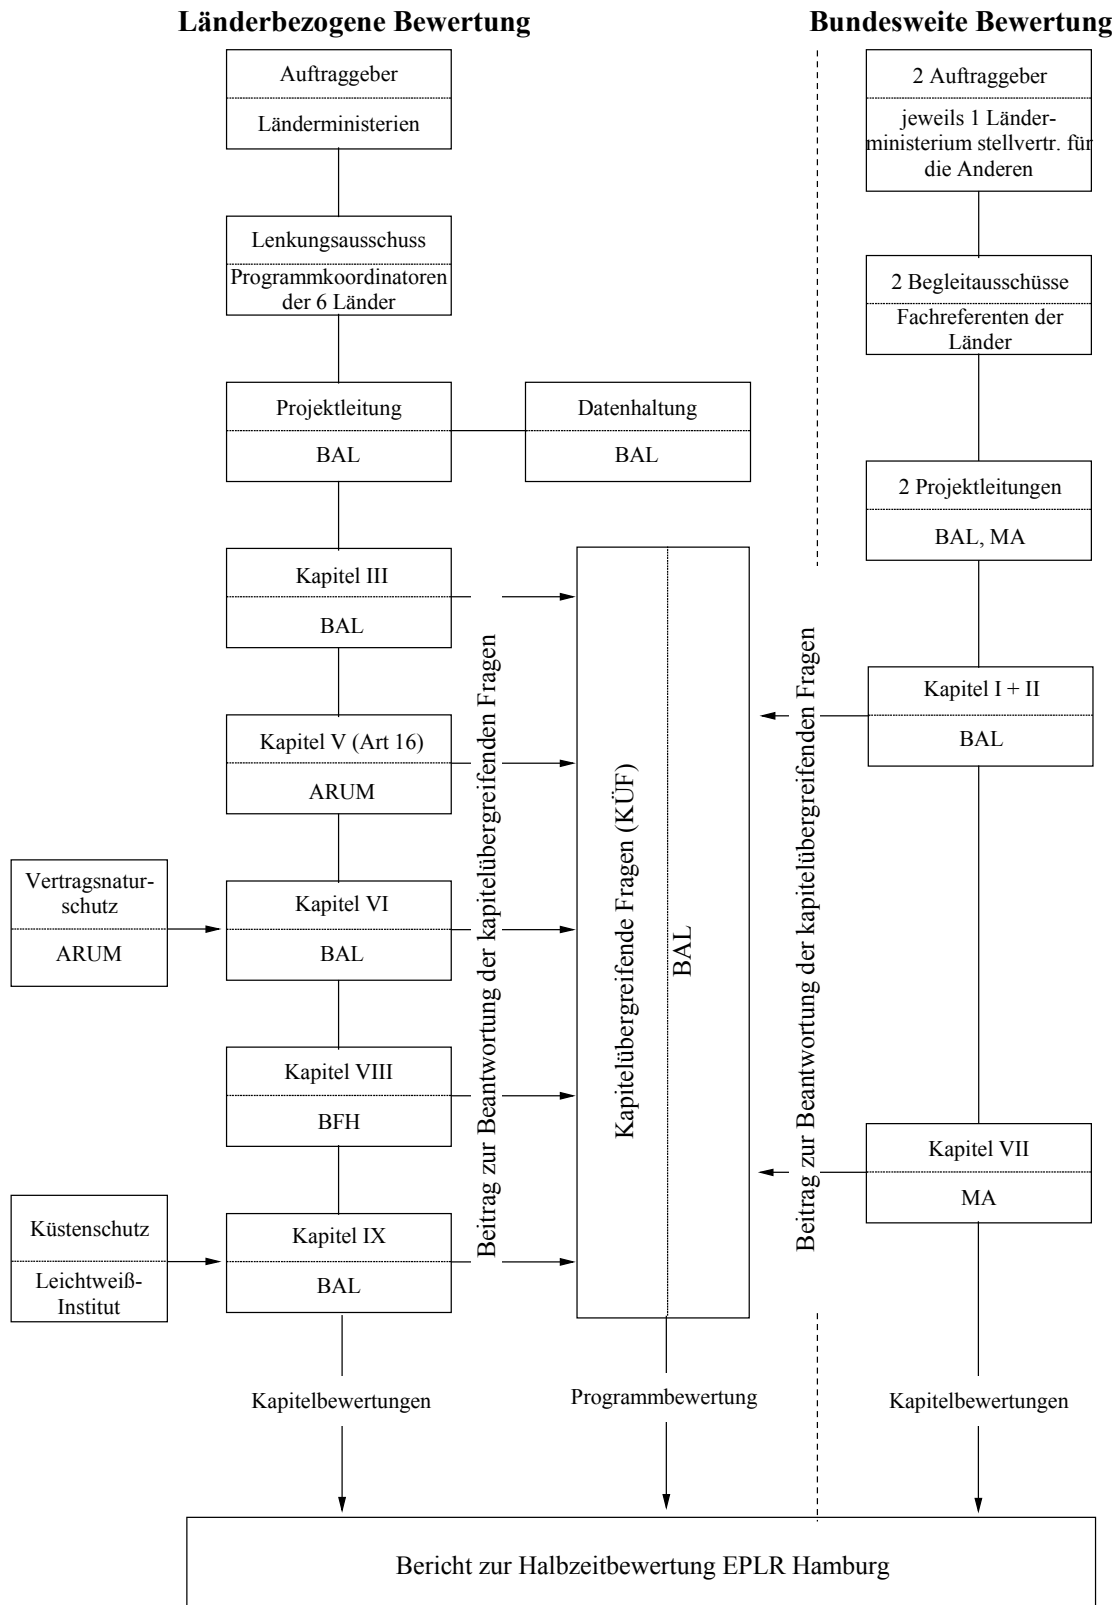 Länderbezogene Bewertung
Bundesweite Bewertung
Auftraggeber
Länderministerien
Lenkungsausschuss
Programmkoordinatoren
der 6 Länder
Projektleitung
BAL
Datenhaltung
BAL
Kapitel III
BAL
Kapitel V (Art 16)
ARUM
Vertragsnatur-
schutz
ARUM
Kapitel VI
BAL
Kapitel VIII
BFH
Küstenschutz
Leichtweiß-
Institut
Kapitel IX
BAL
Beitrag zur Beantwortung der kapitelübergreifenden Fragen
Kapitelübergreifende Fragen (KÜF)
BAL
Beitrag zur Beantwortung der kapitelübergreifenden Fragen
2 Auftraggeber
jeweils 1 Länder-
ministerium stellvertr. für
die Anderen
2 Begleitausschüsse
Fachreferenten der
Länder
2 Projektleitungen
BAL, MA
Kapitel I + II
BAL
Kapitel VII
MA
Kapitelbewertungen
Programmbewertung
Kapitelbewertungen
Bericht zur Halbzeitbewertung EPLR Hamburg